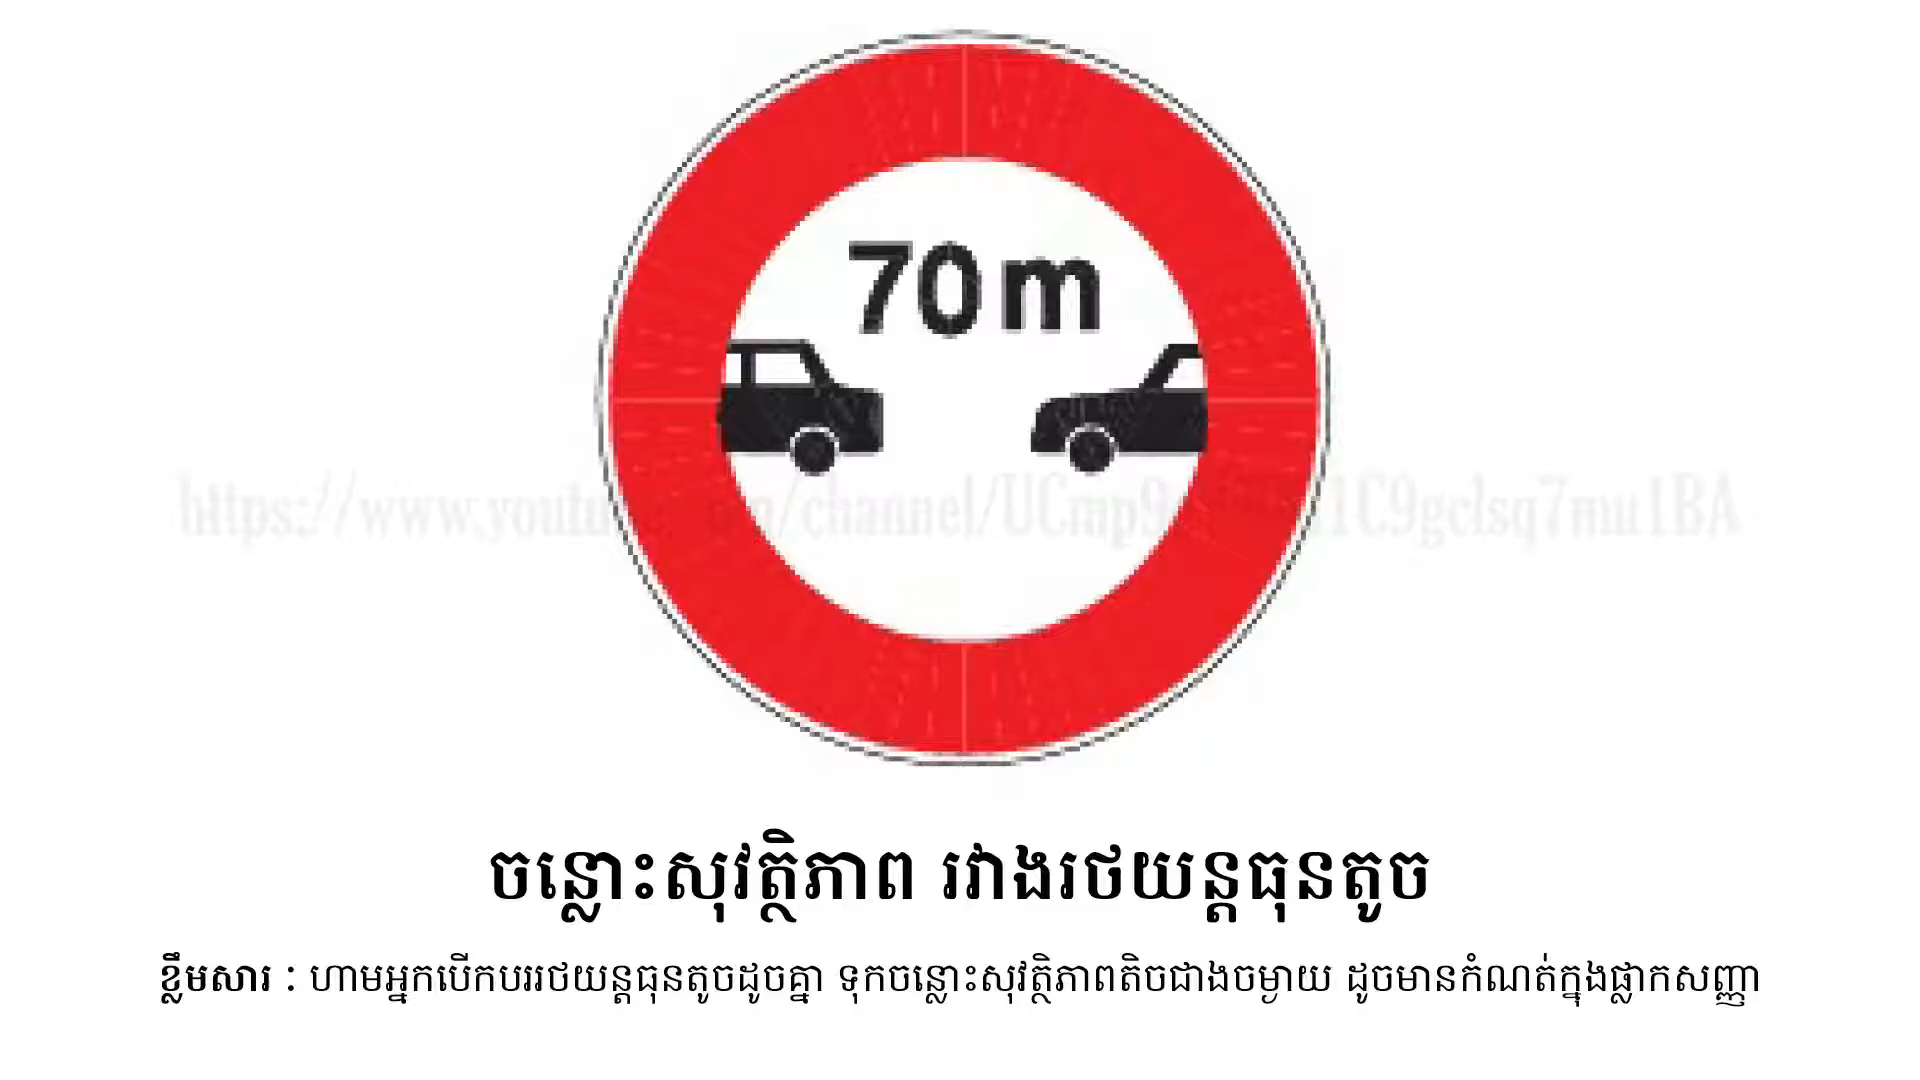 70 m
ចន្លោះសុវត្ថិភាព រវាងរថយន្តធុនតូច
ខ្លឹមសារ : ហាមអ្នកបើកបររថយន្តធុនតូចដូចគ្នា ទុកចន្លោះសុវត្ថិភាពតិចជាងចម្ងាយ ដូចមានកំណត់ក្នុងផ្លាកសញ្ញា